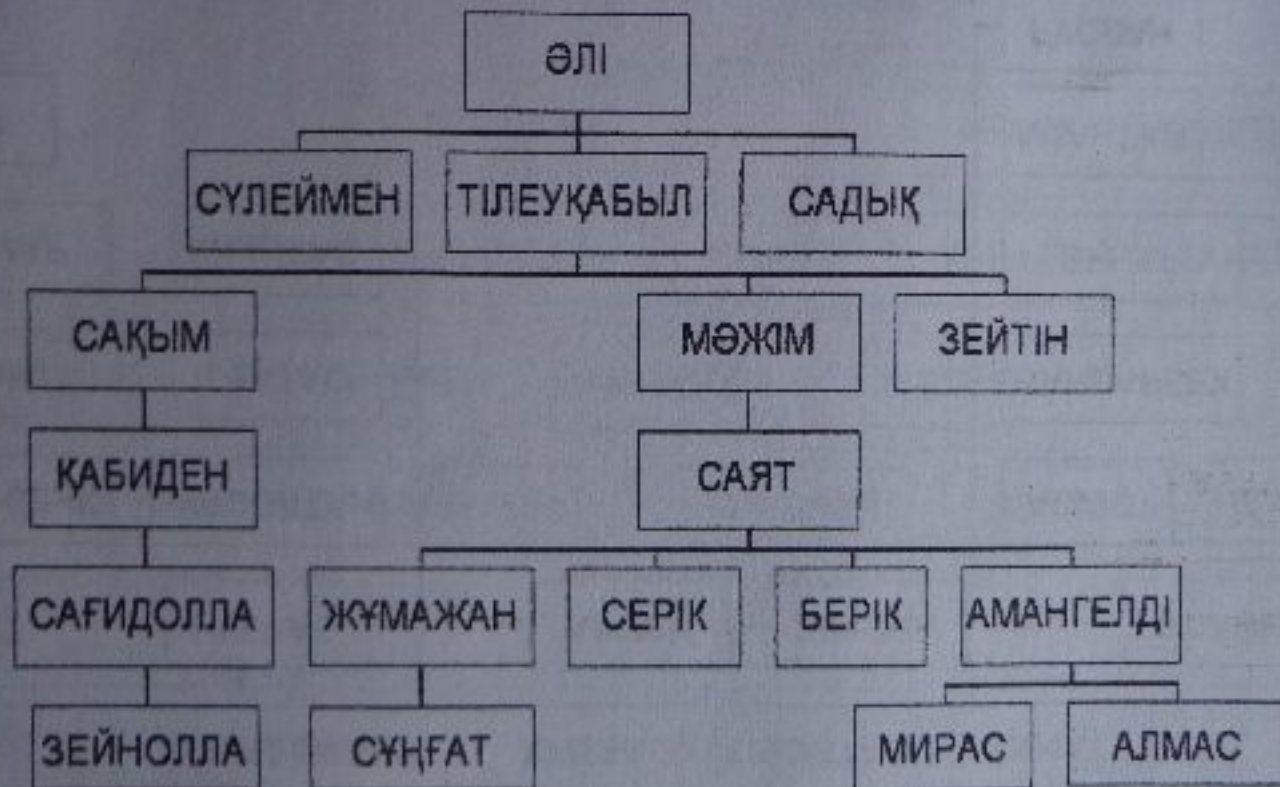 ӘЛІ
СҮЛЕЙМЕН ТІЛЕУҚАБЫЛ САДЫҚ
САҚЫМ МӘЖІМ ЗЕЙТІН
ҚАБИДЕН САЯТ
САҒИДОЛЛА ЖҰМАЖАН СЕРІК БЕРІК АМАНГЕЛДІ
ЗЕЙНОЛЛА СҰҢҒАТ МИРАС АЛМАС